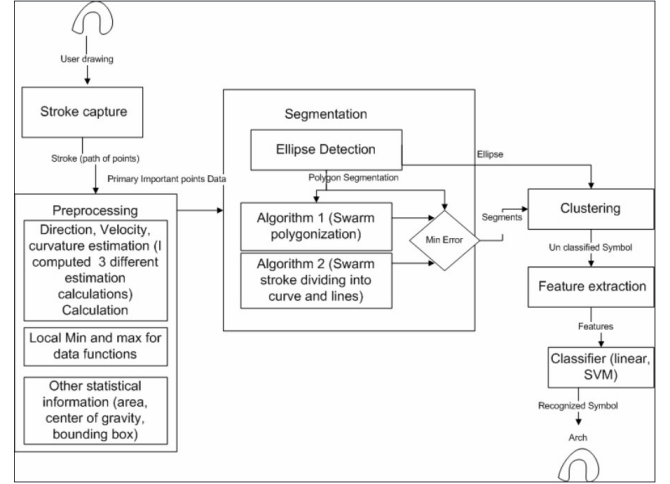 User drawing
Stroke capture
Stroke (path of points)
Primary Important points Data
Preprocessing
Direction, Velocity,
curvature estimation (I
computed 3 different
estimation
calculations)
Calculation
Local Min and max for
data functions
Other statistical
information (area,
center of gravity,
bounding box)
Segmentation
Ellipse Detection
Polygon Segmentation
Algorithm 1 (Swarm
polygonization)
Algorithm 2 (Swarm
stroke dividing into
curve and lines)
Min Error
Ellipse
Segments
Clustering
Un classified Symbol
Feature extraction
Features
Classifier (linear,
SVM)
Recognized Symbol
Arch